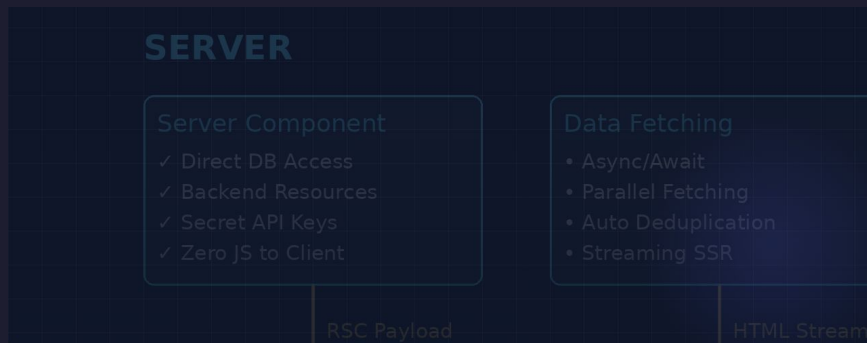 SERVER
Server Component
✓ Direct DB Access
✓ Backend Resources
✓ Secret API Keys
✓ Zero JS to Client
Data Fetching
• Async/Await
• Parallel Fetching
• Auto Deduplication
• Streaming SSR
RSC Payload
HTML Stream